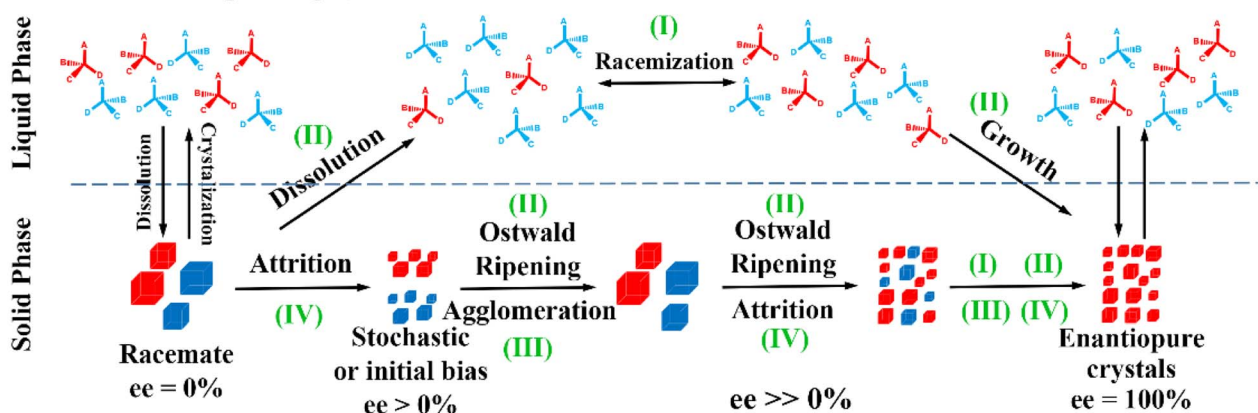 Liquid Phase
(I)
Racemization
(II)
Dissolution
(II)
Growth
Dissolution
Crystalization
Solid Phase
Attrition
(IV)
(II)
Ostwald
Ripening
Agglomeration
(III)
(II)
Ostwald
Ripening
Attrition
(IV)
(I) (II)
(III) (IV)
Racemate
ee = 0%
Stochastic
or initial bias
ee > 0%
ee >> 0%
Enantiopure
crystals
ee = 100%